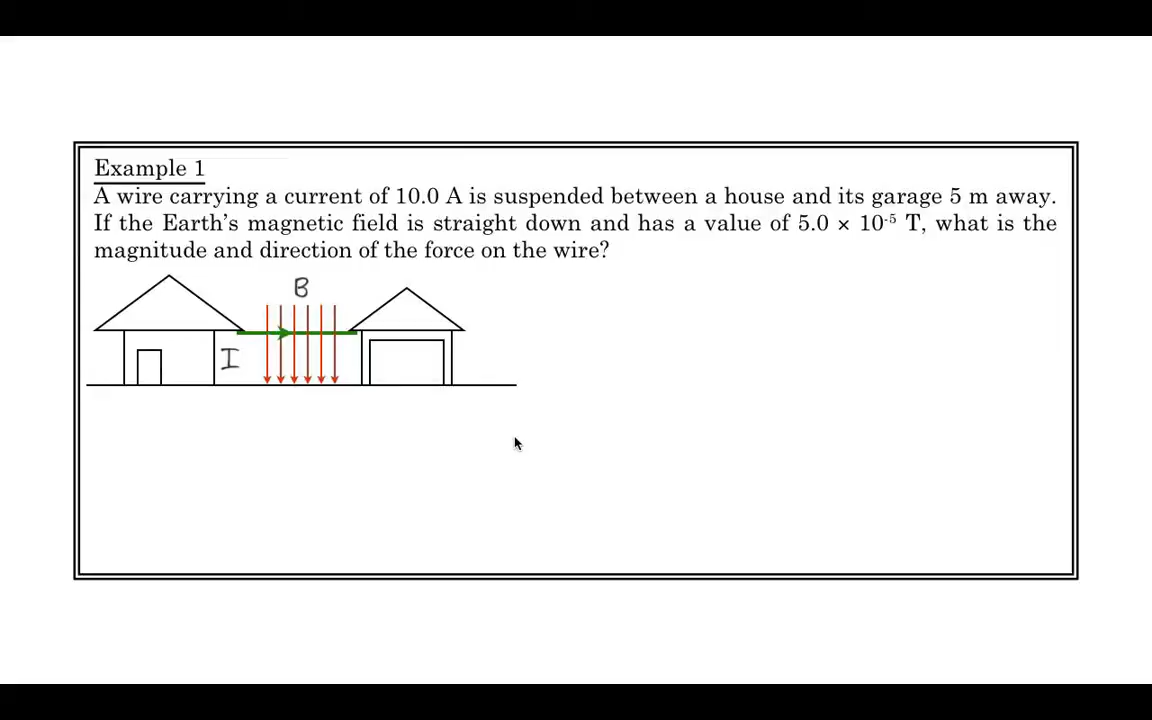 Example 1
A wire carrying a current of 10.0 A is suspended between a house and its garage 5 m away.
If the Earth's magnetic field is straight down and has a value of 5.0 × 10⁻⁵ T, what is the
magnitude and direction of the force on the wire?
B
I